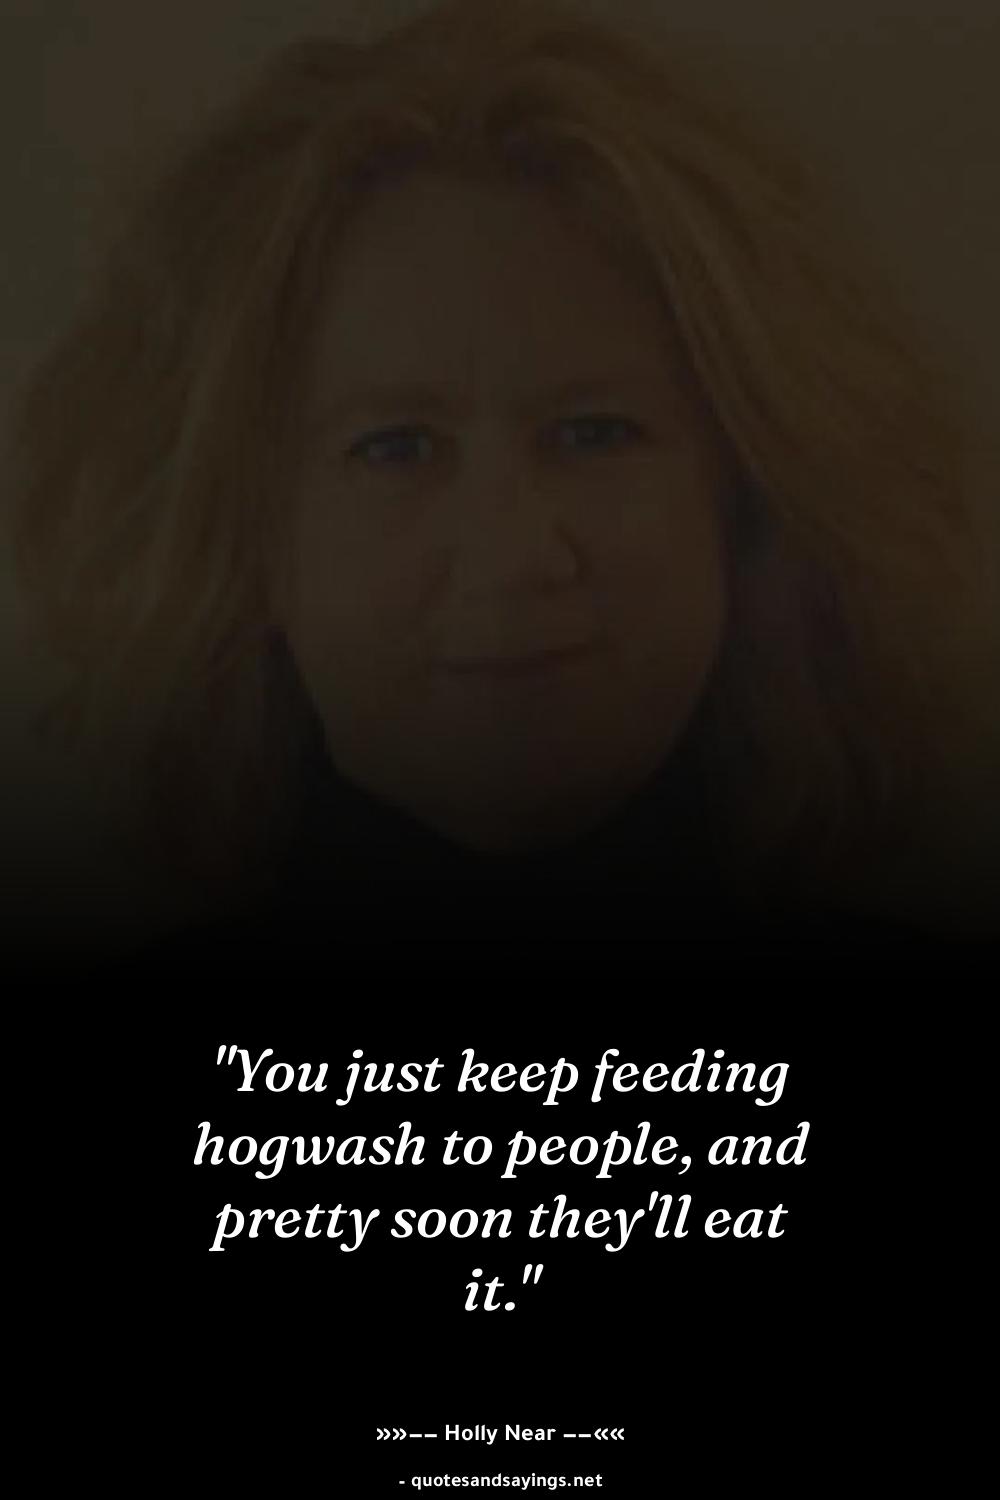 "You just keep feeding
hogwash to people, and
pretty soon they'll eat
it."
»»−− Holly Near −−««
- quotesandsayings.net